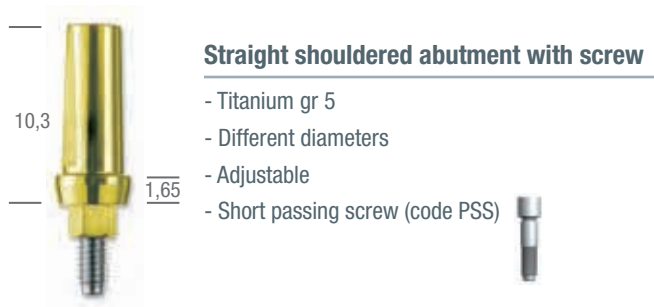 Straight shouldered abutment with screw
10,3
- Titanium gr 5
- Different diameters
- Adjustable
1,65
- Short passing screw (code PSS)